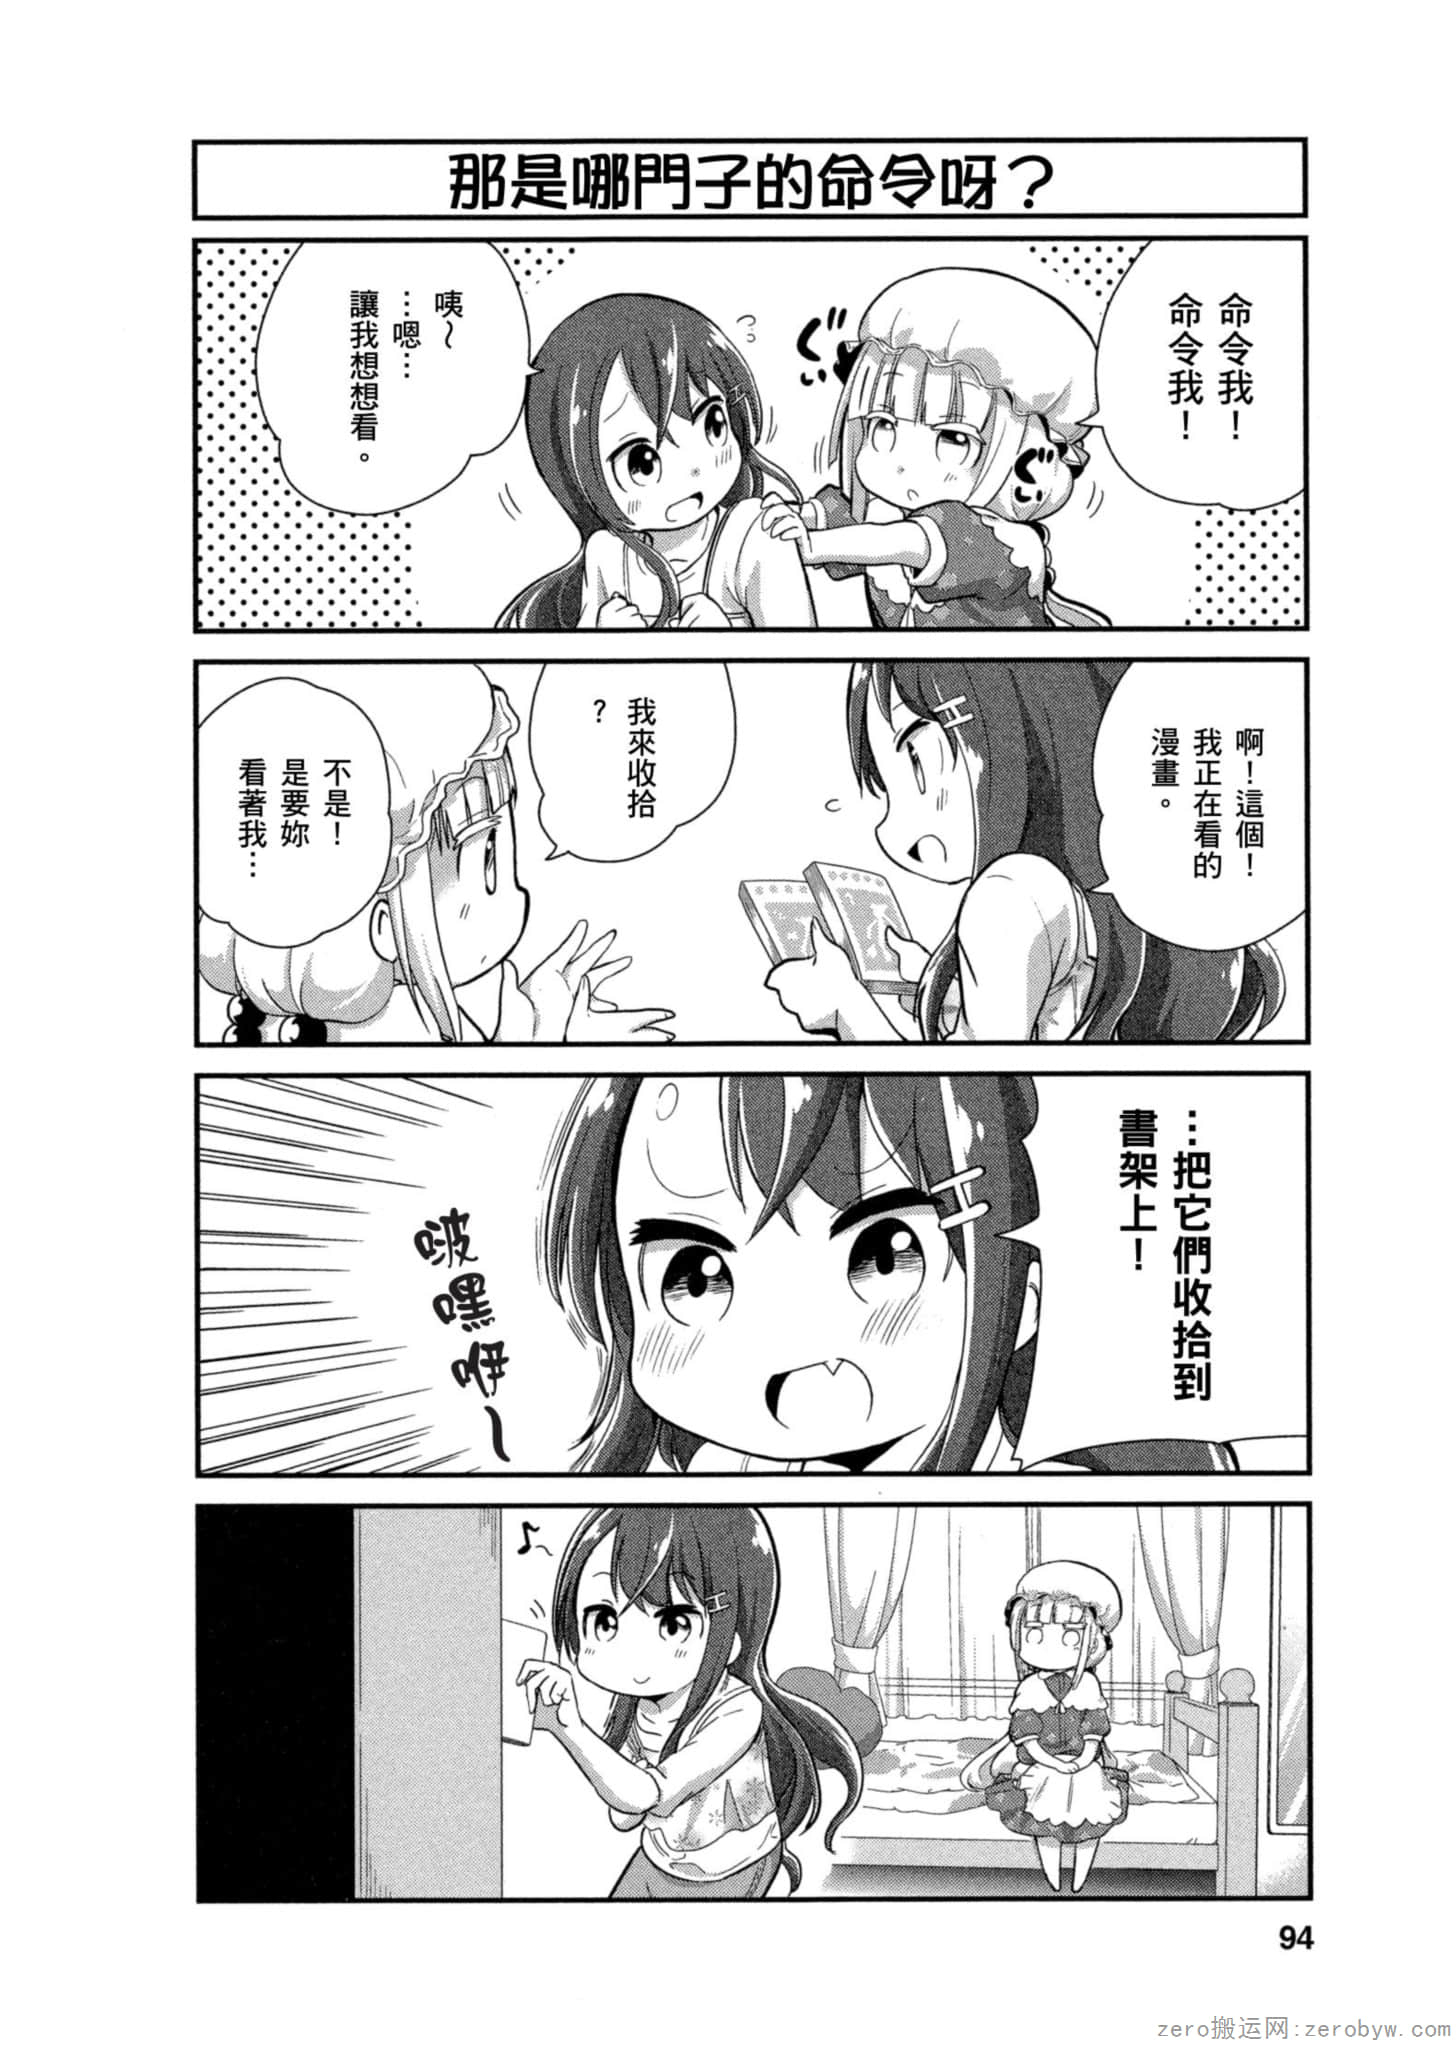 那是哪門子的命令呀？
命令我！
命令我！
咦～
…嗯…
讓我想想看。
啊！這個！
我正在看的
漫畫。
我來收拾
？
不是！
是要妳
看著我…
…把它們收拾到
書架上！
啵嘿咿～
94
zero搬运网:zerobyw.com